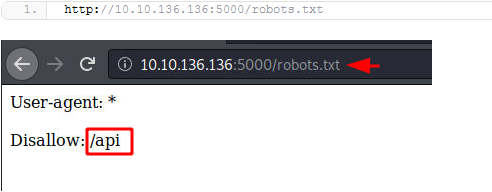 1. http://10.10.136.136:5000/robots.txt
10.10.136.136:5000/robots.txt
User-agent: *
Disallow: /api